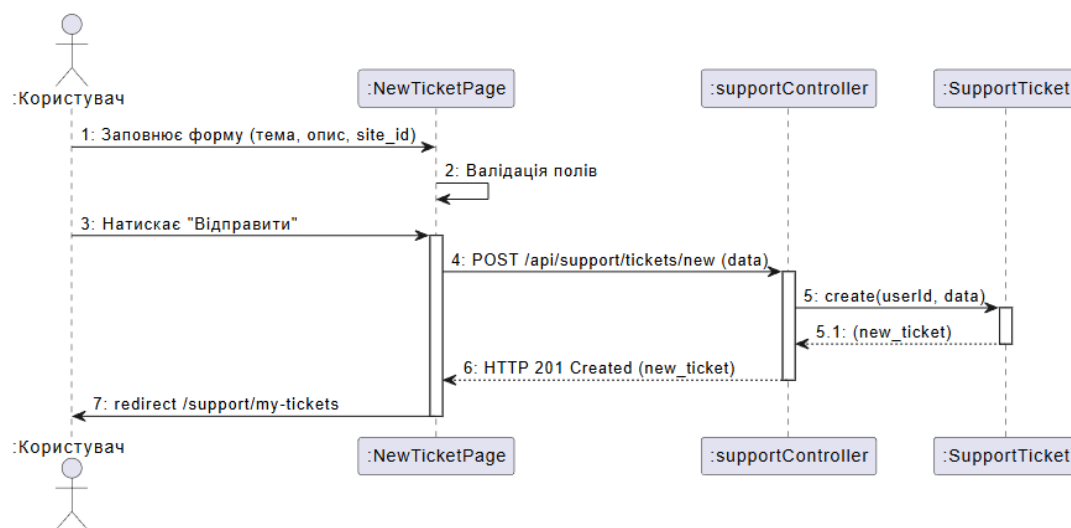 :Користувач
:NewTicketPage
:supportController
:SupportTicket
1: Заповнює форму (тема, опис, site_id)
2: Валідація полів
3: Натискає "Відправити"
4: POST /api/support/tickets/new (data)
5: create(userId, data)
5.1: (new_ticket)
6: HTTP 201 Created (new_ticket)
7: redirect /support/my-tickets
:Користувач
:NewTicketPage
:supportController
:SupportTicket